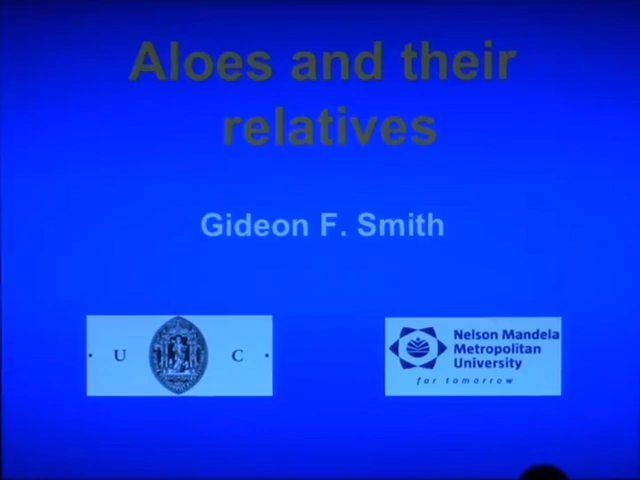 Aloes and their
relatives
Gideon F. Smith
· U C ·
Nelson Mandela
Metropolitan
University
for tomorrow